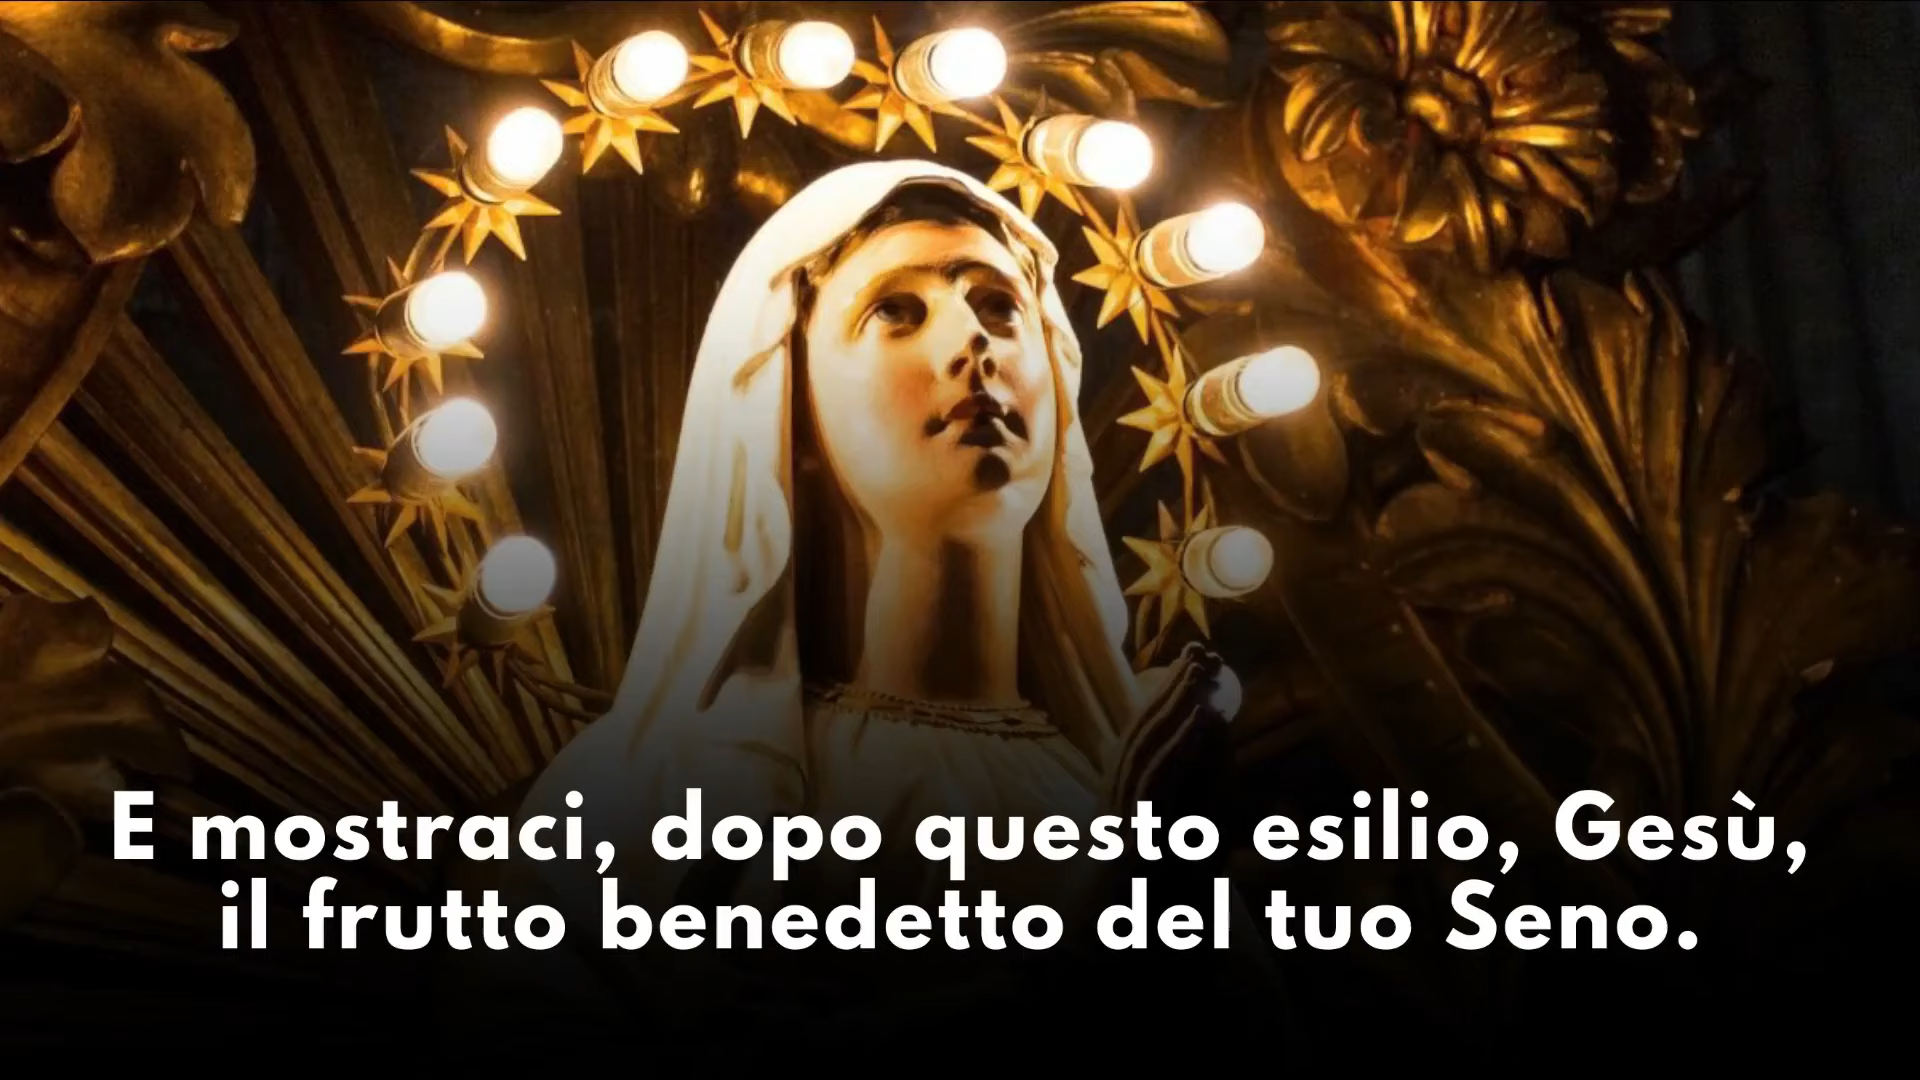 E mostraci, dopo questo esilio, Gesù,
il frutto benedetto del tuo Seno.